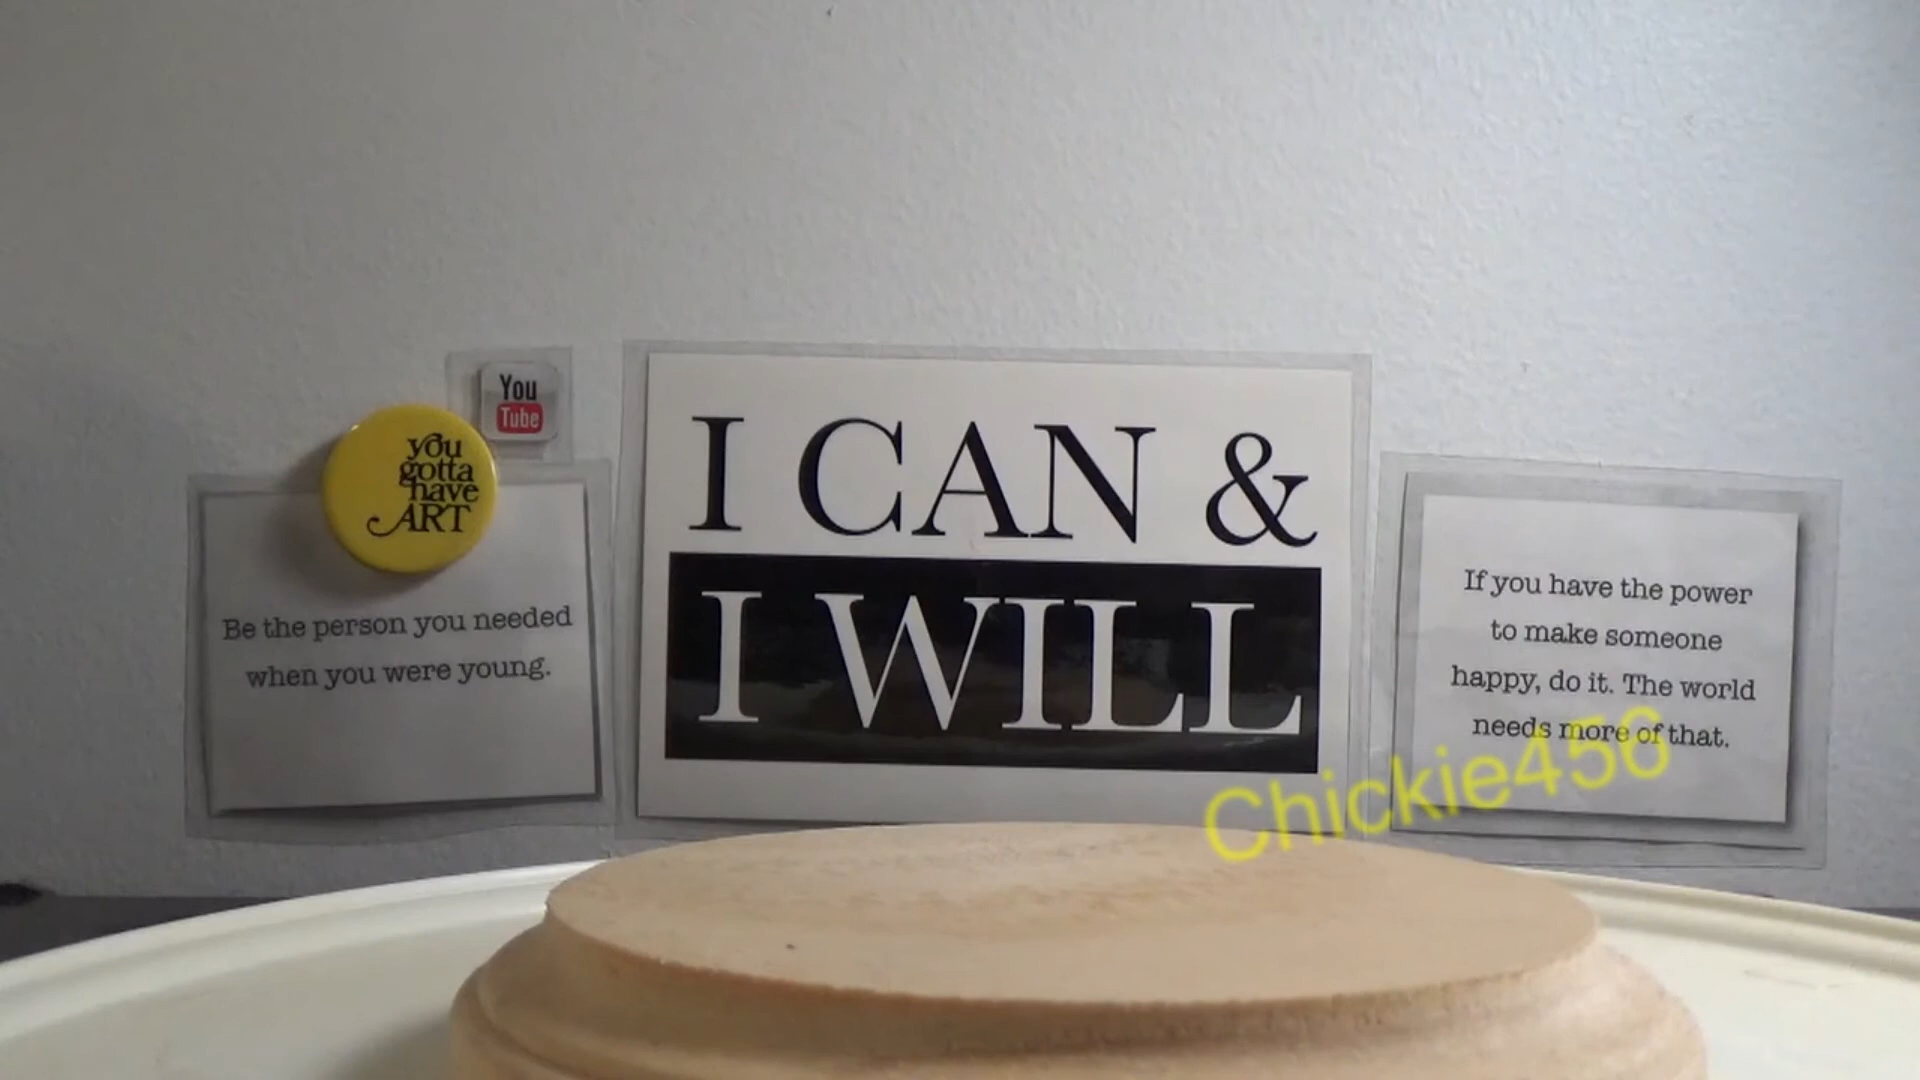 You
Tube
you
gotta
have
ART
Be the person you needed
when you were young.
I CAN &
I WILL
If you have the power
to make someone
happy, do it. The world
needs more of that.
Chickie456